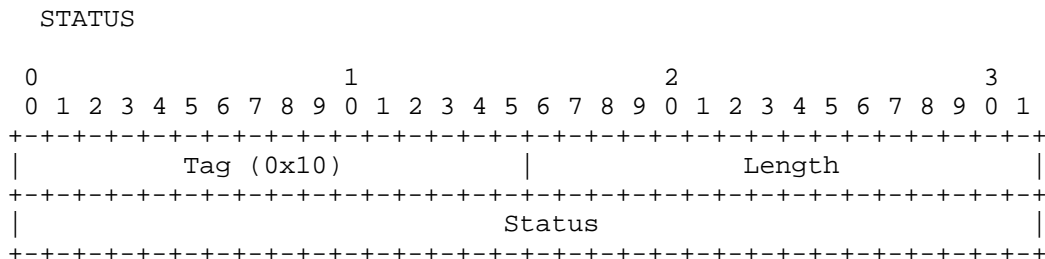 STATUS
0                   1                   2                   3
0 1 2 3 4 5 6 7 8 9 0 1 2 3 4 5 6 7 8 9 0 1 2 3 4 5 6 7 8 9 0 1
+-+-+-+-+-+-+-+-+-+-+-+-+-+-+-+-+-+-+-+-+-+-+-+-+-+-+-+-+-+-+-+-+
|          Tag (0x10)           |             Length            |
+-+-+-+-+-+-+-+-+-+-+-+-+-+-+-+-+-+-+-+-+-+-+-+-+-+-+-+-+-+-+-+-+
|                              Status                           |
+-+-+-+-+-+-+-+-+-+-+-+-+-+-+-+-+-+-+-+-+-+-+-+-+-+-+-+-+-+-+-+-+